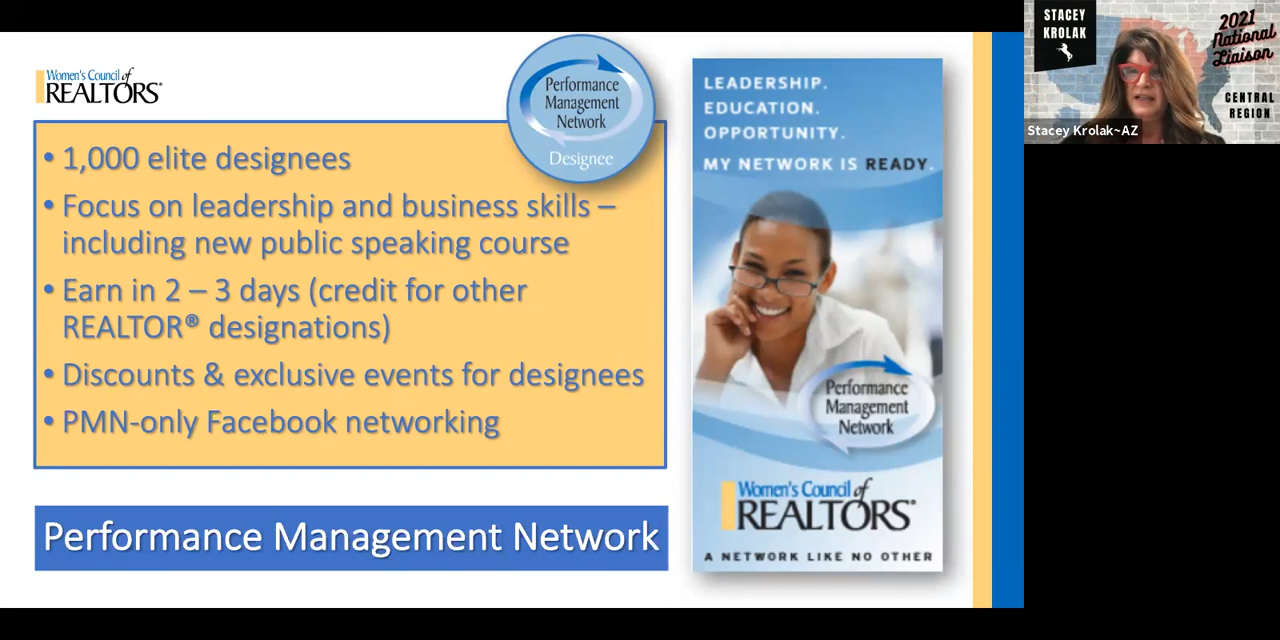 Women's Council of
REALTORS®
Performance
Management
Network
Designee
• 1,000 elite designees
• Focus on leadership and business skills –
including new public speaking course
• Earn in 2 – 3 days (credit for other
REALTOR® designations)
• Discounts & exclusive events for designees
• PMN-only Facebook networking
Performance Management Network
LEADERSHIP.
EDUCATION.
OPPORTUNITY.
MY NETWORK IS READY.
Performance
Management
Network
Women's Council of
REALTORS®
A NETWORK LIKE NO OTHER
STACEY
KROLAK
2021
National
Liaison
CENTRAL
REGION
Stacey Krolak~AZ